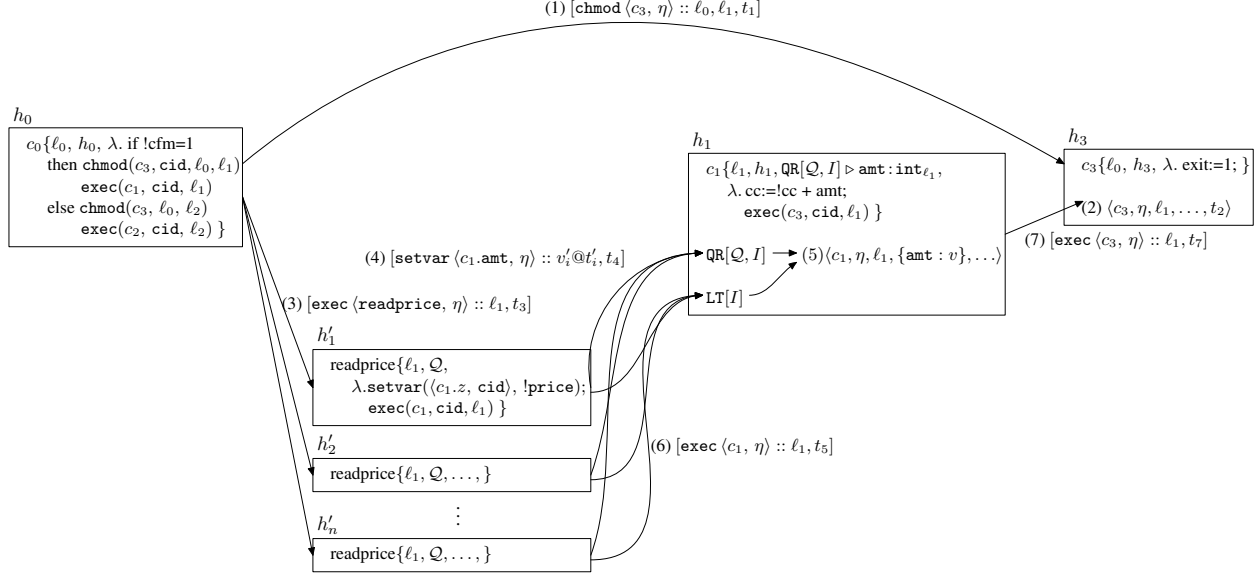 (1) [chmod ⟨c₃, η⟩ :: ℓ₀, ℓ₁, t₁]
h₀
c₀{ℓ₀, h₀, λ. if !cfm=1
then chmod(c₃, cid, ℓ₀, ℓ₁)
exec(c₁, cid, ℓ₁)
else chmod(c₃, ℓ₀, ℓ₂)
exec(c₂, cid, ℓ₂) }
h₁
c₁{ℓ₁, h₁, QR[𝒬, I] ▷ amt: int_ℓ₁,
λ. cc:=!cc + amt;
exec(c₃, cid, ℓ₁) }
QR[𝒬, I]
(5)⟨c₁, η, ℓ₁, {amt : v}, …⟩
LT[I]
h₃
c₃{ℓ₀, h₃, λ. exit:=1; }
(2) ⟨c₃, η, ℓ₁, …, t₂⟩
(7) [exec ⟨c₃, η⟩ :: ℓ₁, t₇]
(4) [setvar ⟨c₁.amt, η⟩ :: v′ᵢ@t′ᵢ, t₄]
(3) [exec ⟨readprice, η⟩ :: ℓ₁, t₃]
h′₁
readprice{ℓ₁, 𝒬,
λ.setvar(⟨c₁.z, cid⟩, !price);
exec(c₁, cid, ℓ₁) }
(6) [exec ⟨c₁, η⟩ :: ℓ₁, t₅]
h′₂
readprice{ℓ₁, 𝒬, …, }
⋮
h′ₙ
readprice{ℓ₁, 𝒬, …, }